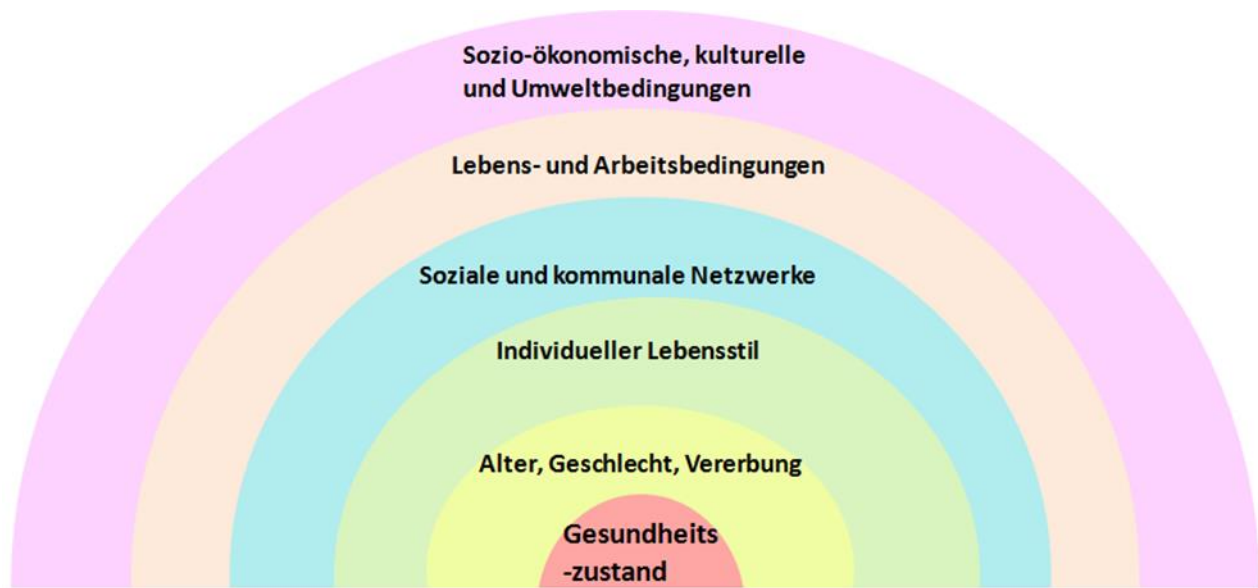 Sozio-ökonomische, kulturelle
und Umweltbedingungen
Lebens- und Arbeitsbedingungen
Soziale und kommunale Netzwerke
Individueller Lebensstil
Alter, Geschlecht, Vererbung
Gesundheits
-zustand